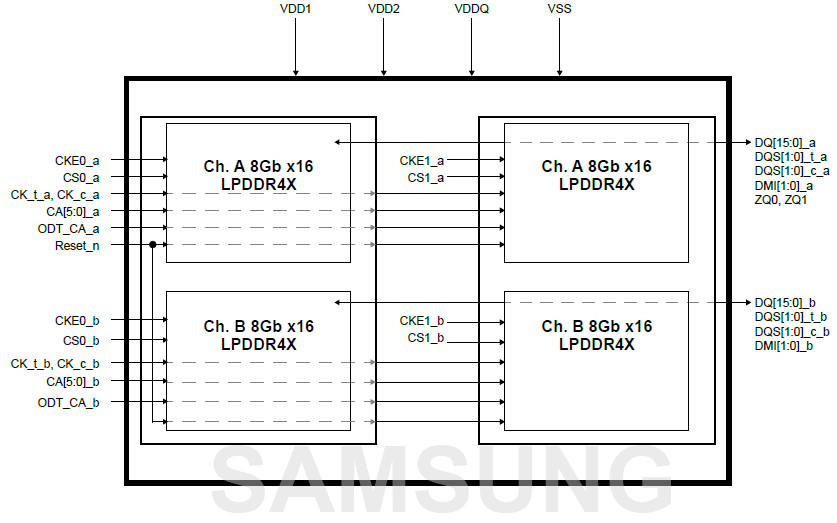 VDD1 VDD2 VDDQ VSS
Ch. A 8Gb x16
LPDDR4X
Ch. A 8Gb x16
LPDDR4X
CKE0_a
CS0_a
CK_t_a, CK_c_a
CA[5:0]_a
ODT_CA_a
Reset_n
CKE1_a
CS1_a
DQ[15:0]_a
DQS[1:0]_t_a
DQS[1:0]_c_a
DMI[1:0]_a
ZQ0, ZQ1
Ch. B 8Gb x16
LPDDR4X
Ch. B 8Gb x16
LPDDR4X
CKE0_b
CS0_b
CK_t_b, CK_c_b
CA[5:0]_b
ODT_CA_b
CKE1_b
CS1_b
DQ[15:0]_b
DQS[1:0]_t_b
DQS[1:0]_c_b
DMI[1:0]_b
SAMSUNG